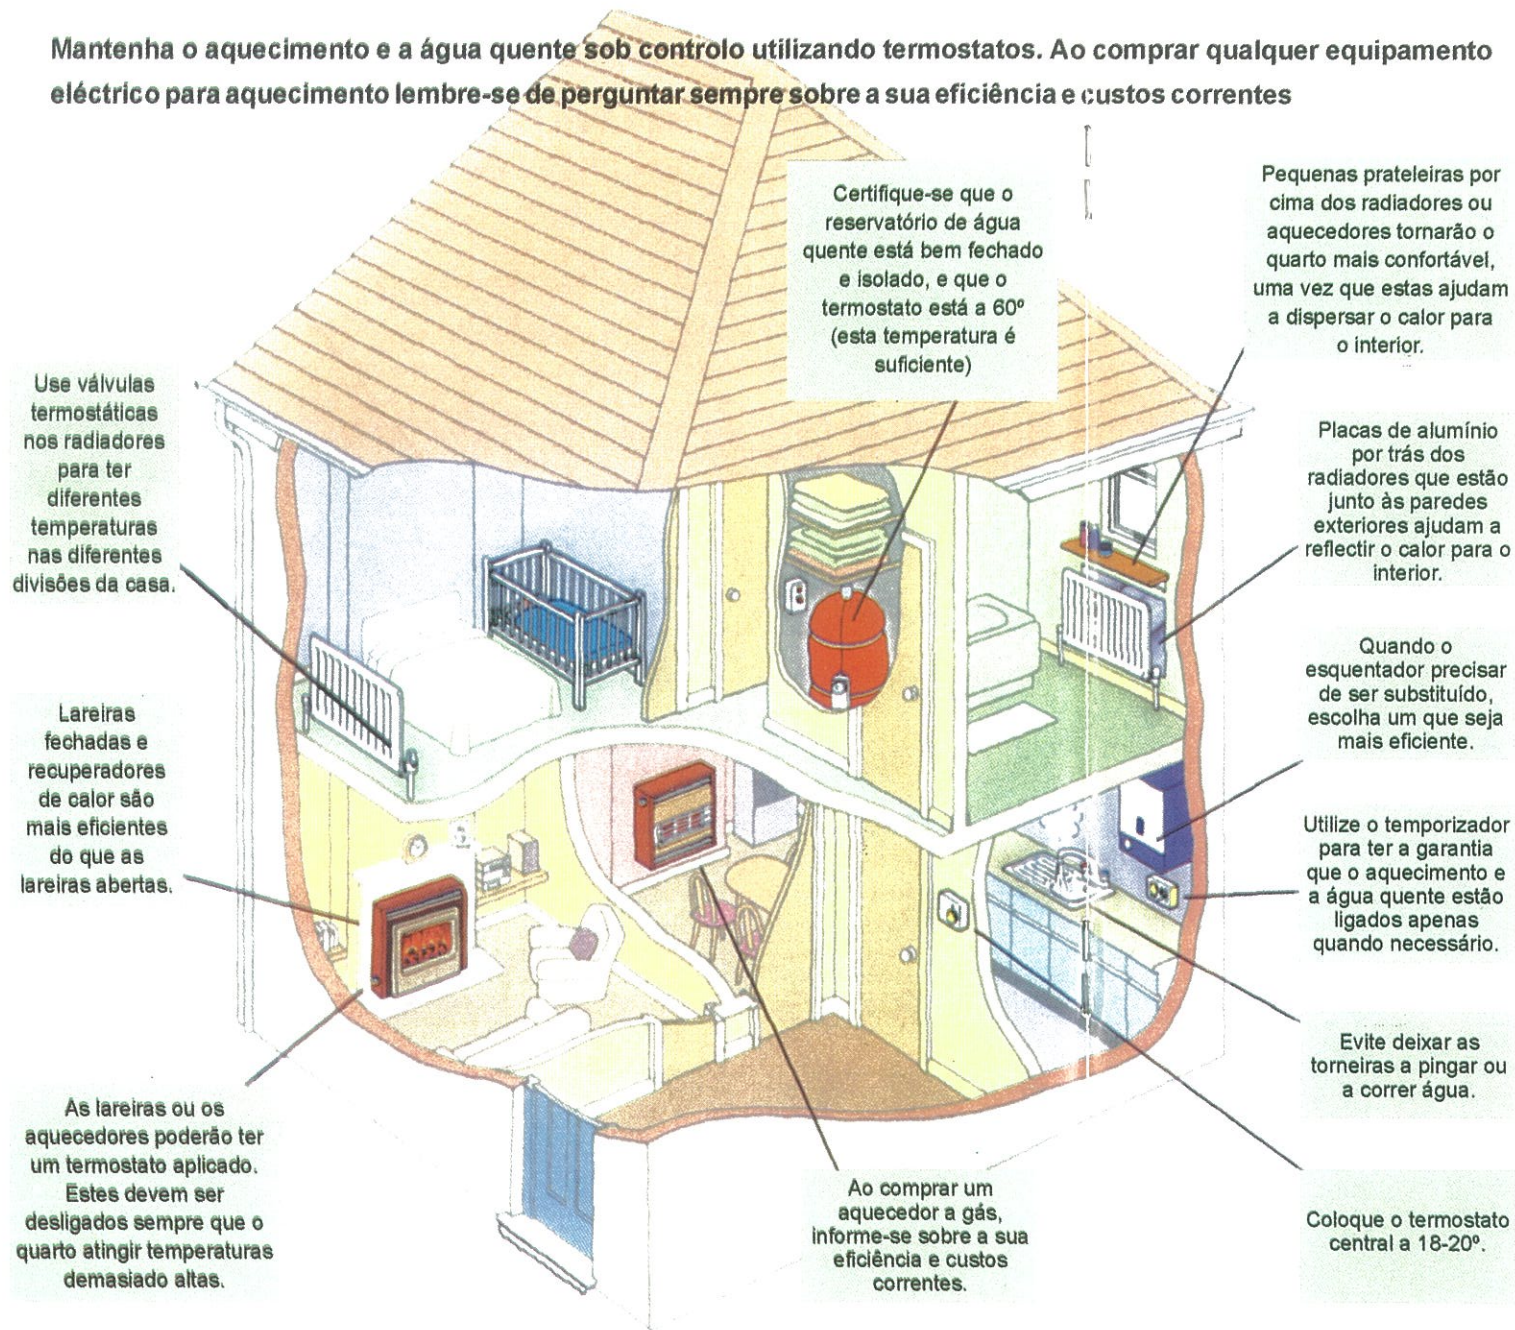 Mantenha o aquecimento e a água quente sob controlo utilizando termostatos. Ao comprar qualquer equipamento
eléctrico para aquecimento lembre-se de perguntar sempre sobre a sua eficiência e custos correntes
Certifique-se que o
reservatório de água
quente está bem fechado
e isolado, e que o
termostato está a 60º
(esta temperatura é
suficiente)
Pequenas prateleiras por
cima dos radiadores ou
aquecedores tornarão o
quarto mais confortável,
uma vez que estas ajudam
a dispersar o calor para
o interior.
Use válvulas
termostáticas
nos radiadores
para ter
diferentes
temperaturas
nas diferentes
divisões da casa.
Placas de alumínio
por trás dos
radiadores que estão
junto às paredes
exteriores ajudam a
reflectir o calor para o
interior.
Quando o
esquentador precisar
de ser substituído,
escolha um que seja
mais eficiente.
Lareiras
fechadas e
recuperadores
de calor são
mais eficientes
do que as
lareiras abertas.
Utilize o temporizador
para ter a garantia
que o aquecimento e
a água quente estão
ligados apenas
quando necessário.
Evite deixar as
torneiras a pingar ou
a correr água.
As lareiras ou os
aquecedores poderão ter
um termostato aplicado.
Estes devem ser
desligados sempre que o
quarto atingir temperaturas
demasiado altas.
Ao comprar um
aquecedor a gás,
informe-se sobre a sua
eficiência e custos
correntes.
Coloque o termostato
central a 18-20º.